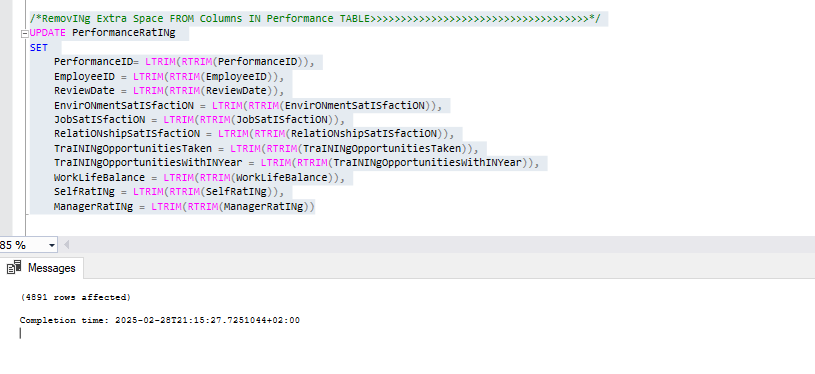 /*RemovINg Extra Space FROM Columns IN Performance TABLE>>>>>>>>>>>>>>>>>>>>>>>>>>>>>>>>>>>>*/
UPDATE PerformanceRatINg
SET
PerformanceID= LTRIM(RTRIM(PerformanceID)),
EmployeeID = LTRIM(RTRIM(EmployeeID)),
ReviewDate = LTRIM(RTRIM(ReviewDate)),
EnvirONmentSatISfactiON = LTRIM(RTRIM(EnvirONmentSatISfactiON)),
JobSatISfactiON = LTRIM(RTRIM(JobSatISfactiON)),
RelatiONshipSatISfactiON = LTRIM(RTRIM(RelatiONshipSatISfactiON)),
TraININgOpportunitiesTaken = LTRIM(RTRIM(TraININgOpportunitiesTaken)),
TraININgOpportunitiesWithINYear = LTRIM(RTRIM(TraININgOpportunitiesWithINYear)),
WorkLifeBalance = LTRIM(RTRIM(WorkLifeBalance)),
SelfRatINg = LTRIM(RTRIM(SelfRatINg)),
ManagerRatINg = LTRIM(RTRIM(ManagerRatINg))
85 %
Messages
(4891 rows affected)
Completion time: 2025-02-28T21:15:27.7251044+02:00